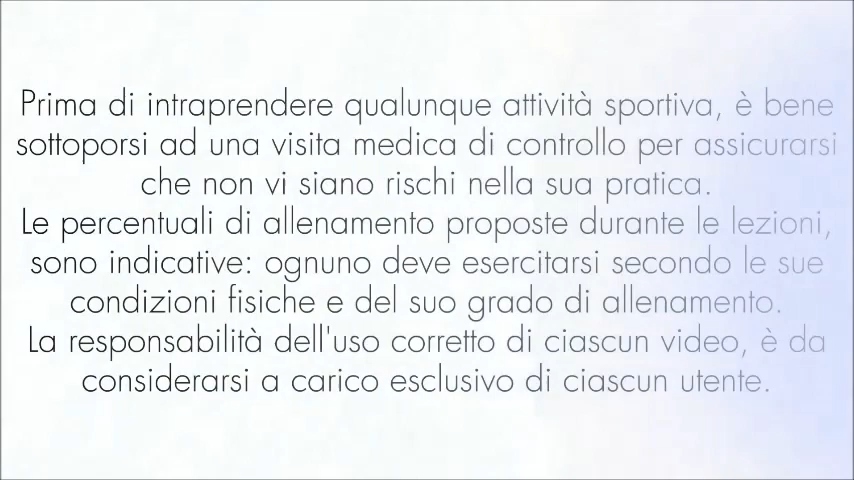 Prima di intraprendere qualunque attività sportiva, è bene
sottoporsi ad una visita medica di controllo per assicurarsi
che non vi siano rischi nella sua pratica.
Le percentuali di allenamento proposte durante le lezioni,
sono indicative: ognuno deve esercitarsi secondo le sue
condizioni fisiche e del suo grado di allenamento.
La responsabilità dell'uso corretto di ciascun video, è da
considerarsi a carico esclusivo di ciascun utente.